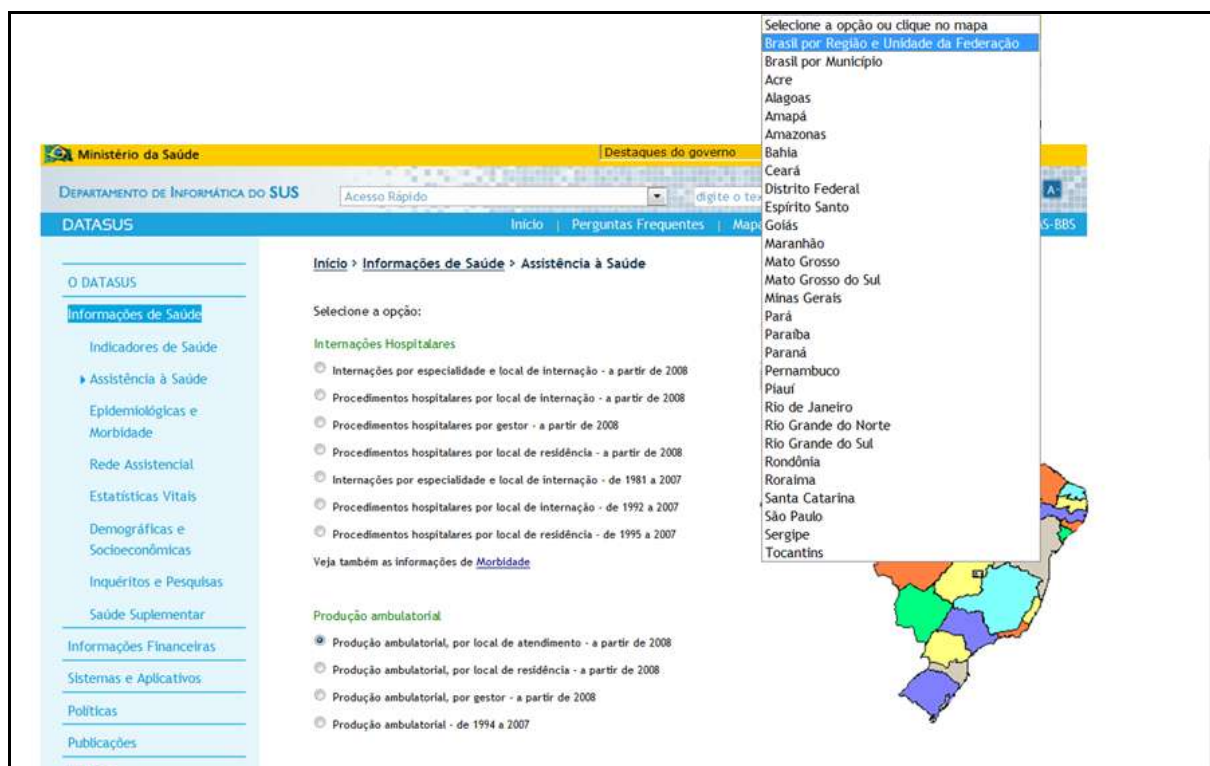 Selecione a opção ou clique no mapa
Brasil por Região e Unidade da Federação
Brasil por Município
Acre
Alagoas
Amapá
Amazonas
Bahia
Ceará
Distrito Federal
Espírito Santo
Goiás
Maranhão
Mato Grosso
Mato Grosso do Sul
Minas Gerais
Pará
Paraíba
Paraná
Pernambuco
Piauí
Rio de Janeiro
Rio Grande do Norte
Rio Grande do Sul
Rondônia
Roraima
Santa Catarina
São Paulo
Sergipe
Tocantins
Ministério da Saúde
Destaques do governo
DEPARTAMENTO DE INFORMÁTICA DO SUS
Acesso Rápido
digite o
A-
DATASUS
Início | Perguntas Frequentes |
S-BBS
O DATASUS
Informações de Saúde
Indicadores de Saúde
Assistência à Saúde
Epidemiológicas e
Morbidade
Rede Assistencial
Estatísticas Vitais
Demográficas e
Socioeconômicas
Inquéritos e Pesquisas
Saúde Suplementar
Informações Financeiras
Sistemas e Aplicativos
Políticas
Publicações
Início > Informações de Saúde > Assistência à Saúde
Selecione a opção:
Internações Hospitalares
Internações por especialidade e local de internação - a partir de 2008
Procedimentos hospitalares por local de internação - a partir de 2008
Procedimentos hospitalares por gestor - a partir de 2008
Procedimentos hospitalares por local de residência - a partir de 2008
Internações por especialidade e local de internação - de 1981 a 2007
Procedimentos hospitalares por local de internação - de 1992 a 2007
Procedimentos hospitalares por local de residência - de 1995 a 2007
Veja também as informações de Morbidade
Produção ambulatorial
Produção ambulatorial, por local de atendimento - a partir de 2008
Produção ambulatorial, por local de residência - a partir de 2008
Produção ambulatorial, por gestor - a partir de 2008
Produção ambulatorial - de 1994 a 2007